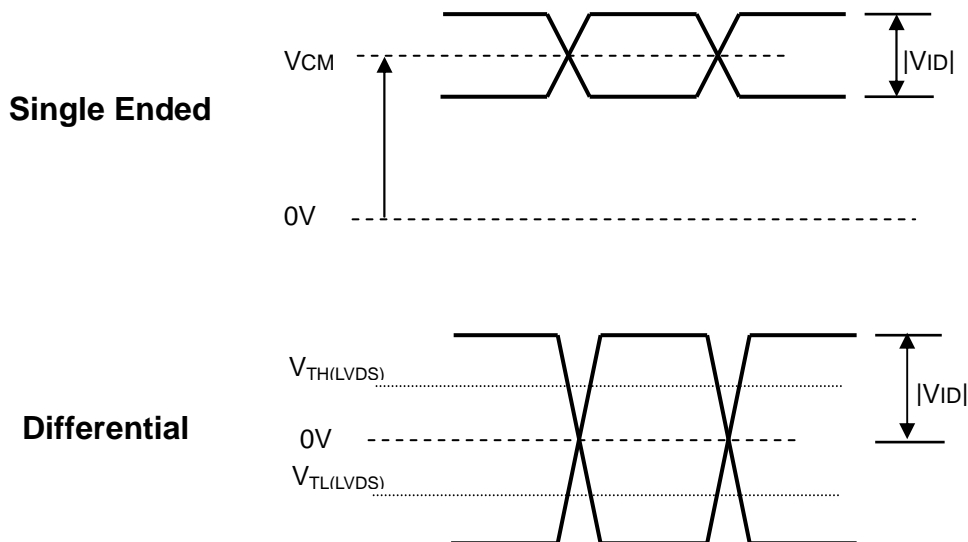 VCM
|VID|
Single Ended
0V
VTH(LVDS)
|VID|
Differential
0V
VTL(LVDS)